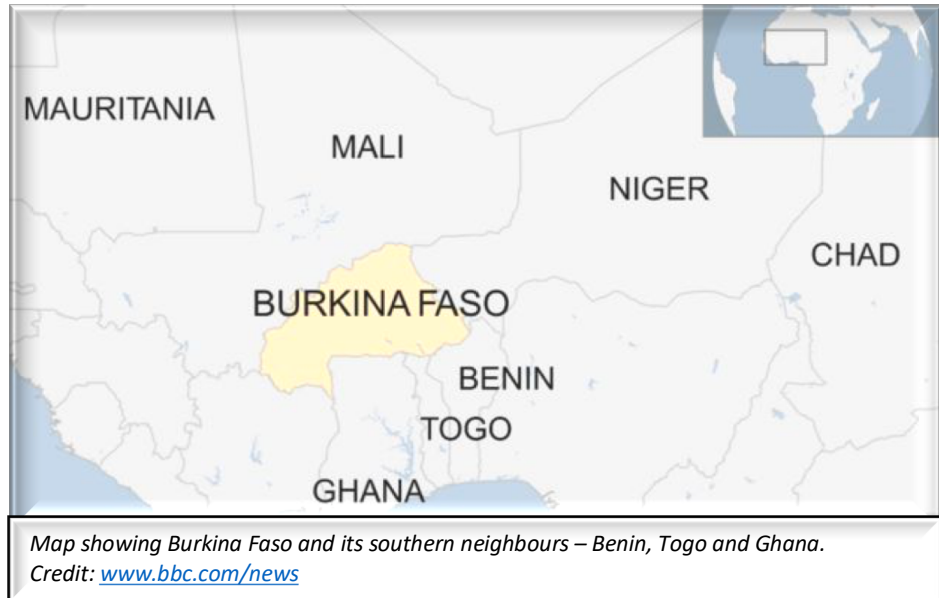 MAURITANIA
MALI
NIGER
CHAD
BURKINA FASO
BENIN
TOGO
GHANA
Map showing Burkina Faso and its southern neighbours – Benin, Togo and Ghana.
Credit: www.bbc.com/news